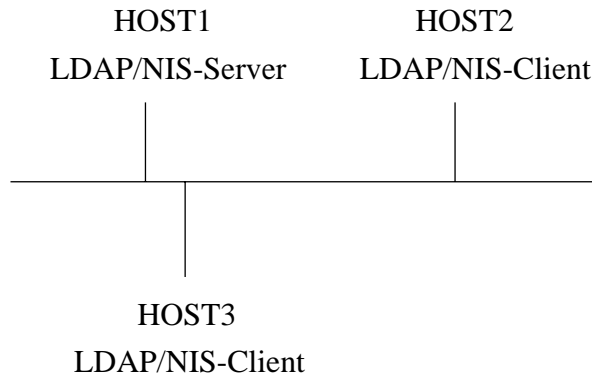 HOST1
LDAP/NIS-Server
HOST2
LDAP/NIS-Client
HOST3
LDAP/NIS-Client